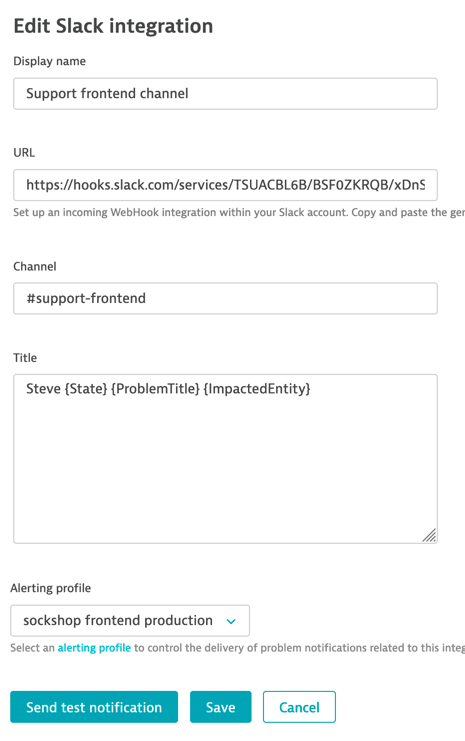 Edit Slack integration
Display name
Support frontend channel
URL
https://hooks.slack.com/services/TSUACBL6B/BSF0ZKRQB/xDnS
Set up an incoming WebHook integration within your Slack account. Copy and paste the ger
Channel
#support-frontend
Title
Steve {State} {ProblemTitle} {ImpactedEntity}
Alerting profile
sockshop frontend production
Select an alerting profile to control the delivery of problem notifications related to this integ
Send test notification Save Cancel